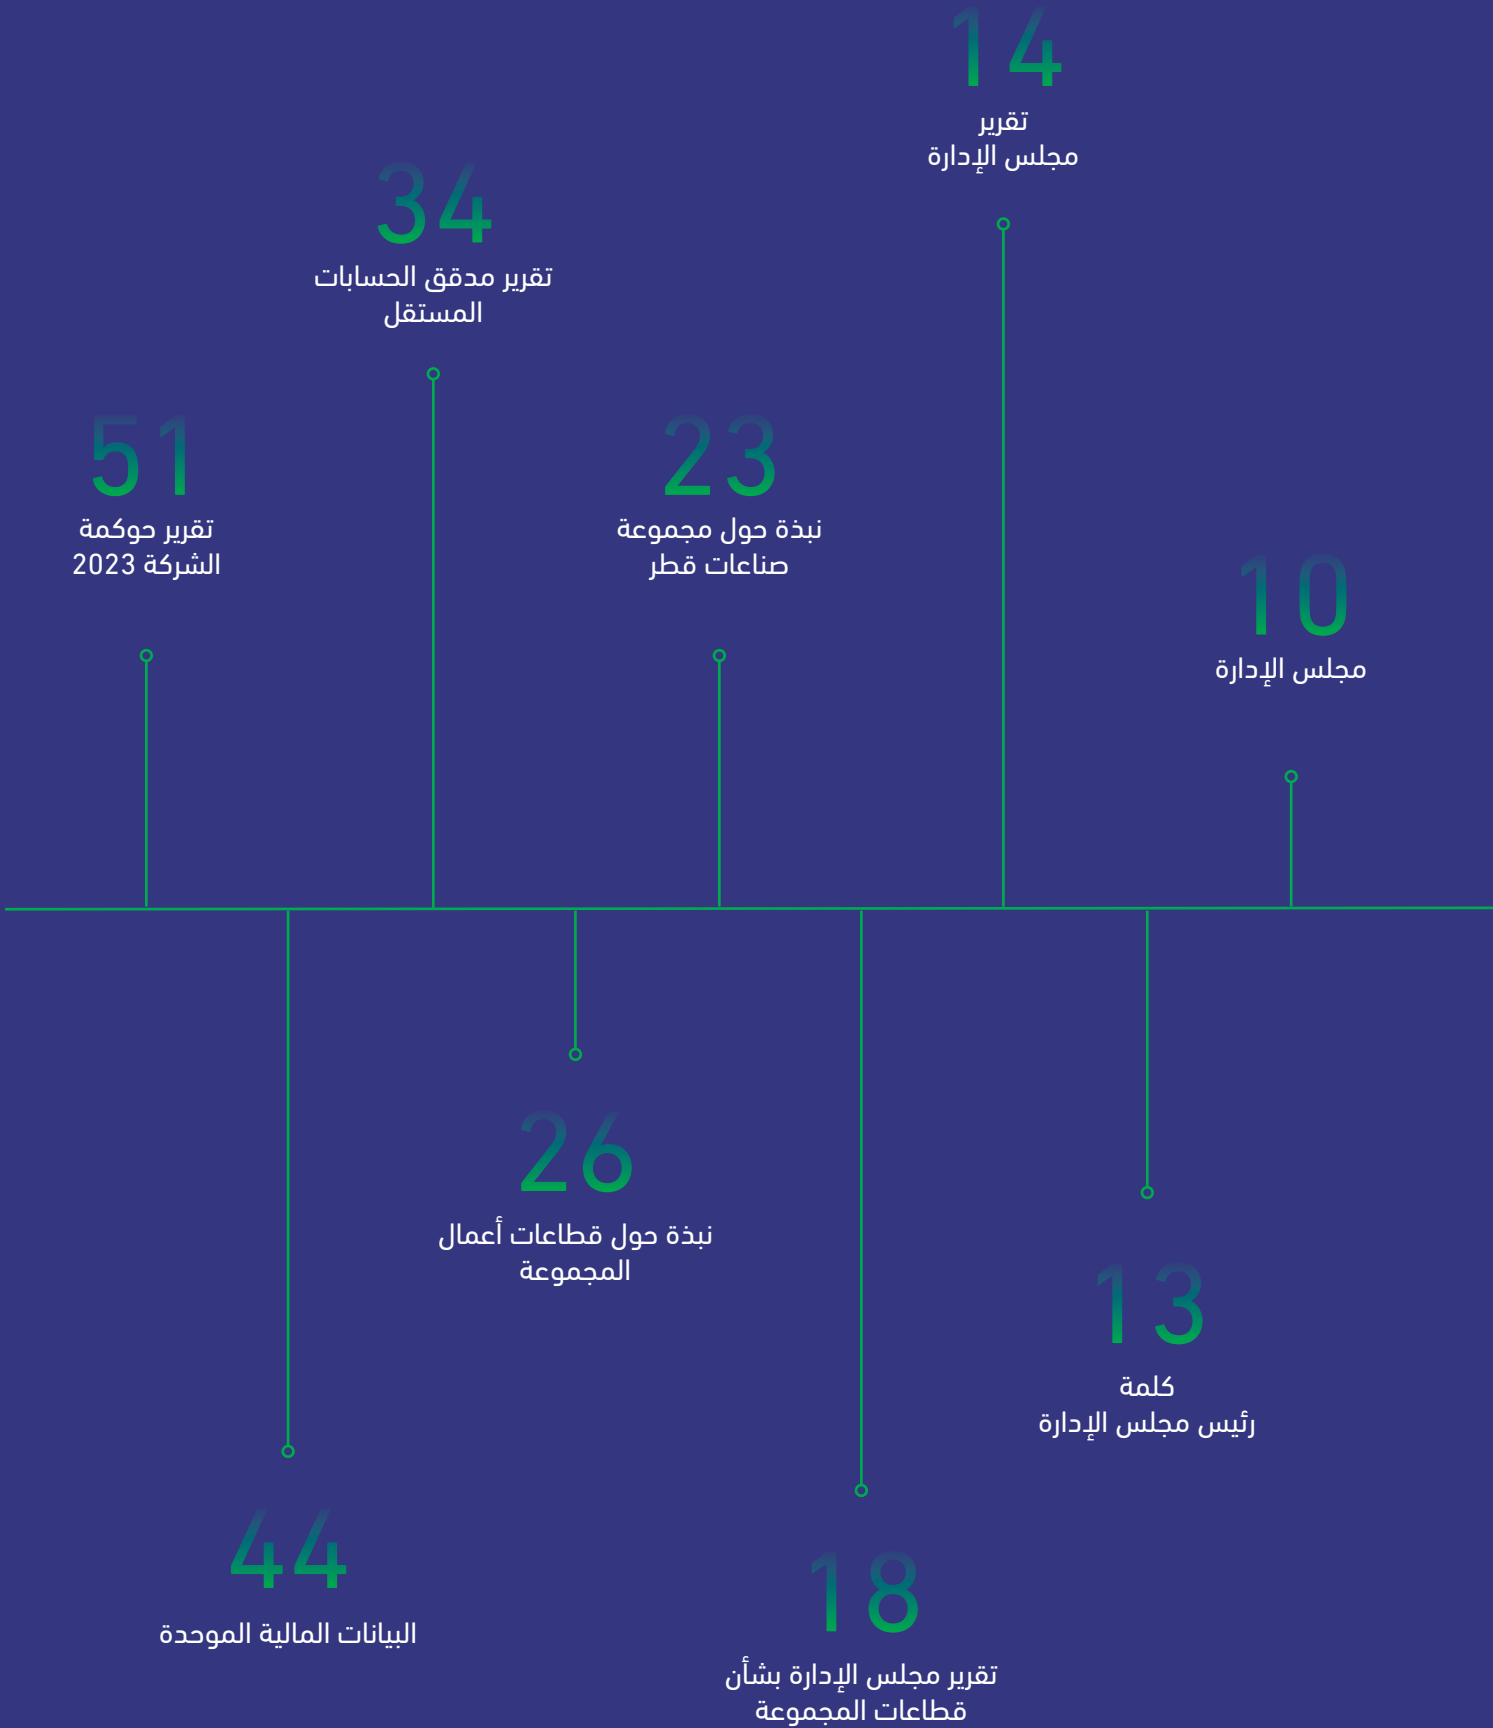 14
تقرير
مجلس الإدارة
34
تقرير مدقق الحسابات
المستقل
51
تقرير حوكمة
الشركة 2023
23
نبذة حول مجموعة
صناعات قطر
10
مجلس الإدارة
26
نبذة حول قطاعات أعمال
المجموعة
13
كلمة
رئيس مجلس الإدارة
44
البيانات المالية الموحدة
18
تقرير مجلس الإدارة بشأن
قطاعات المجموعة